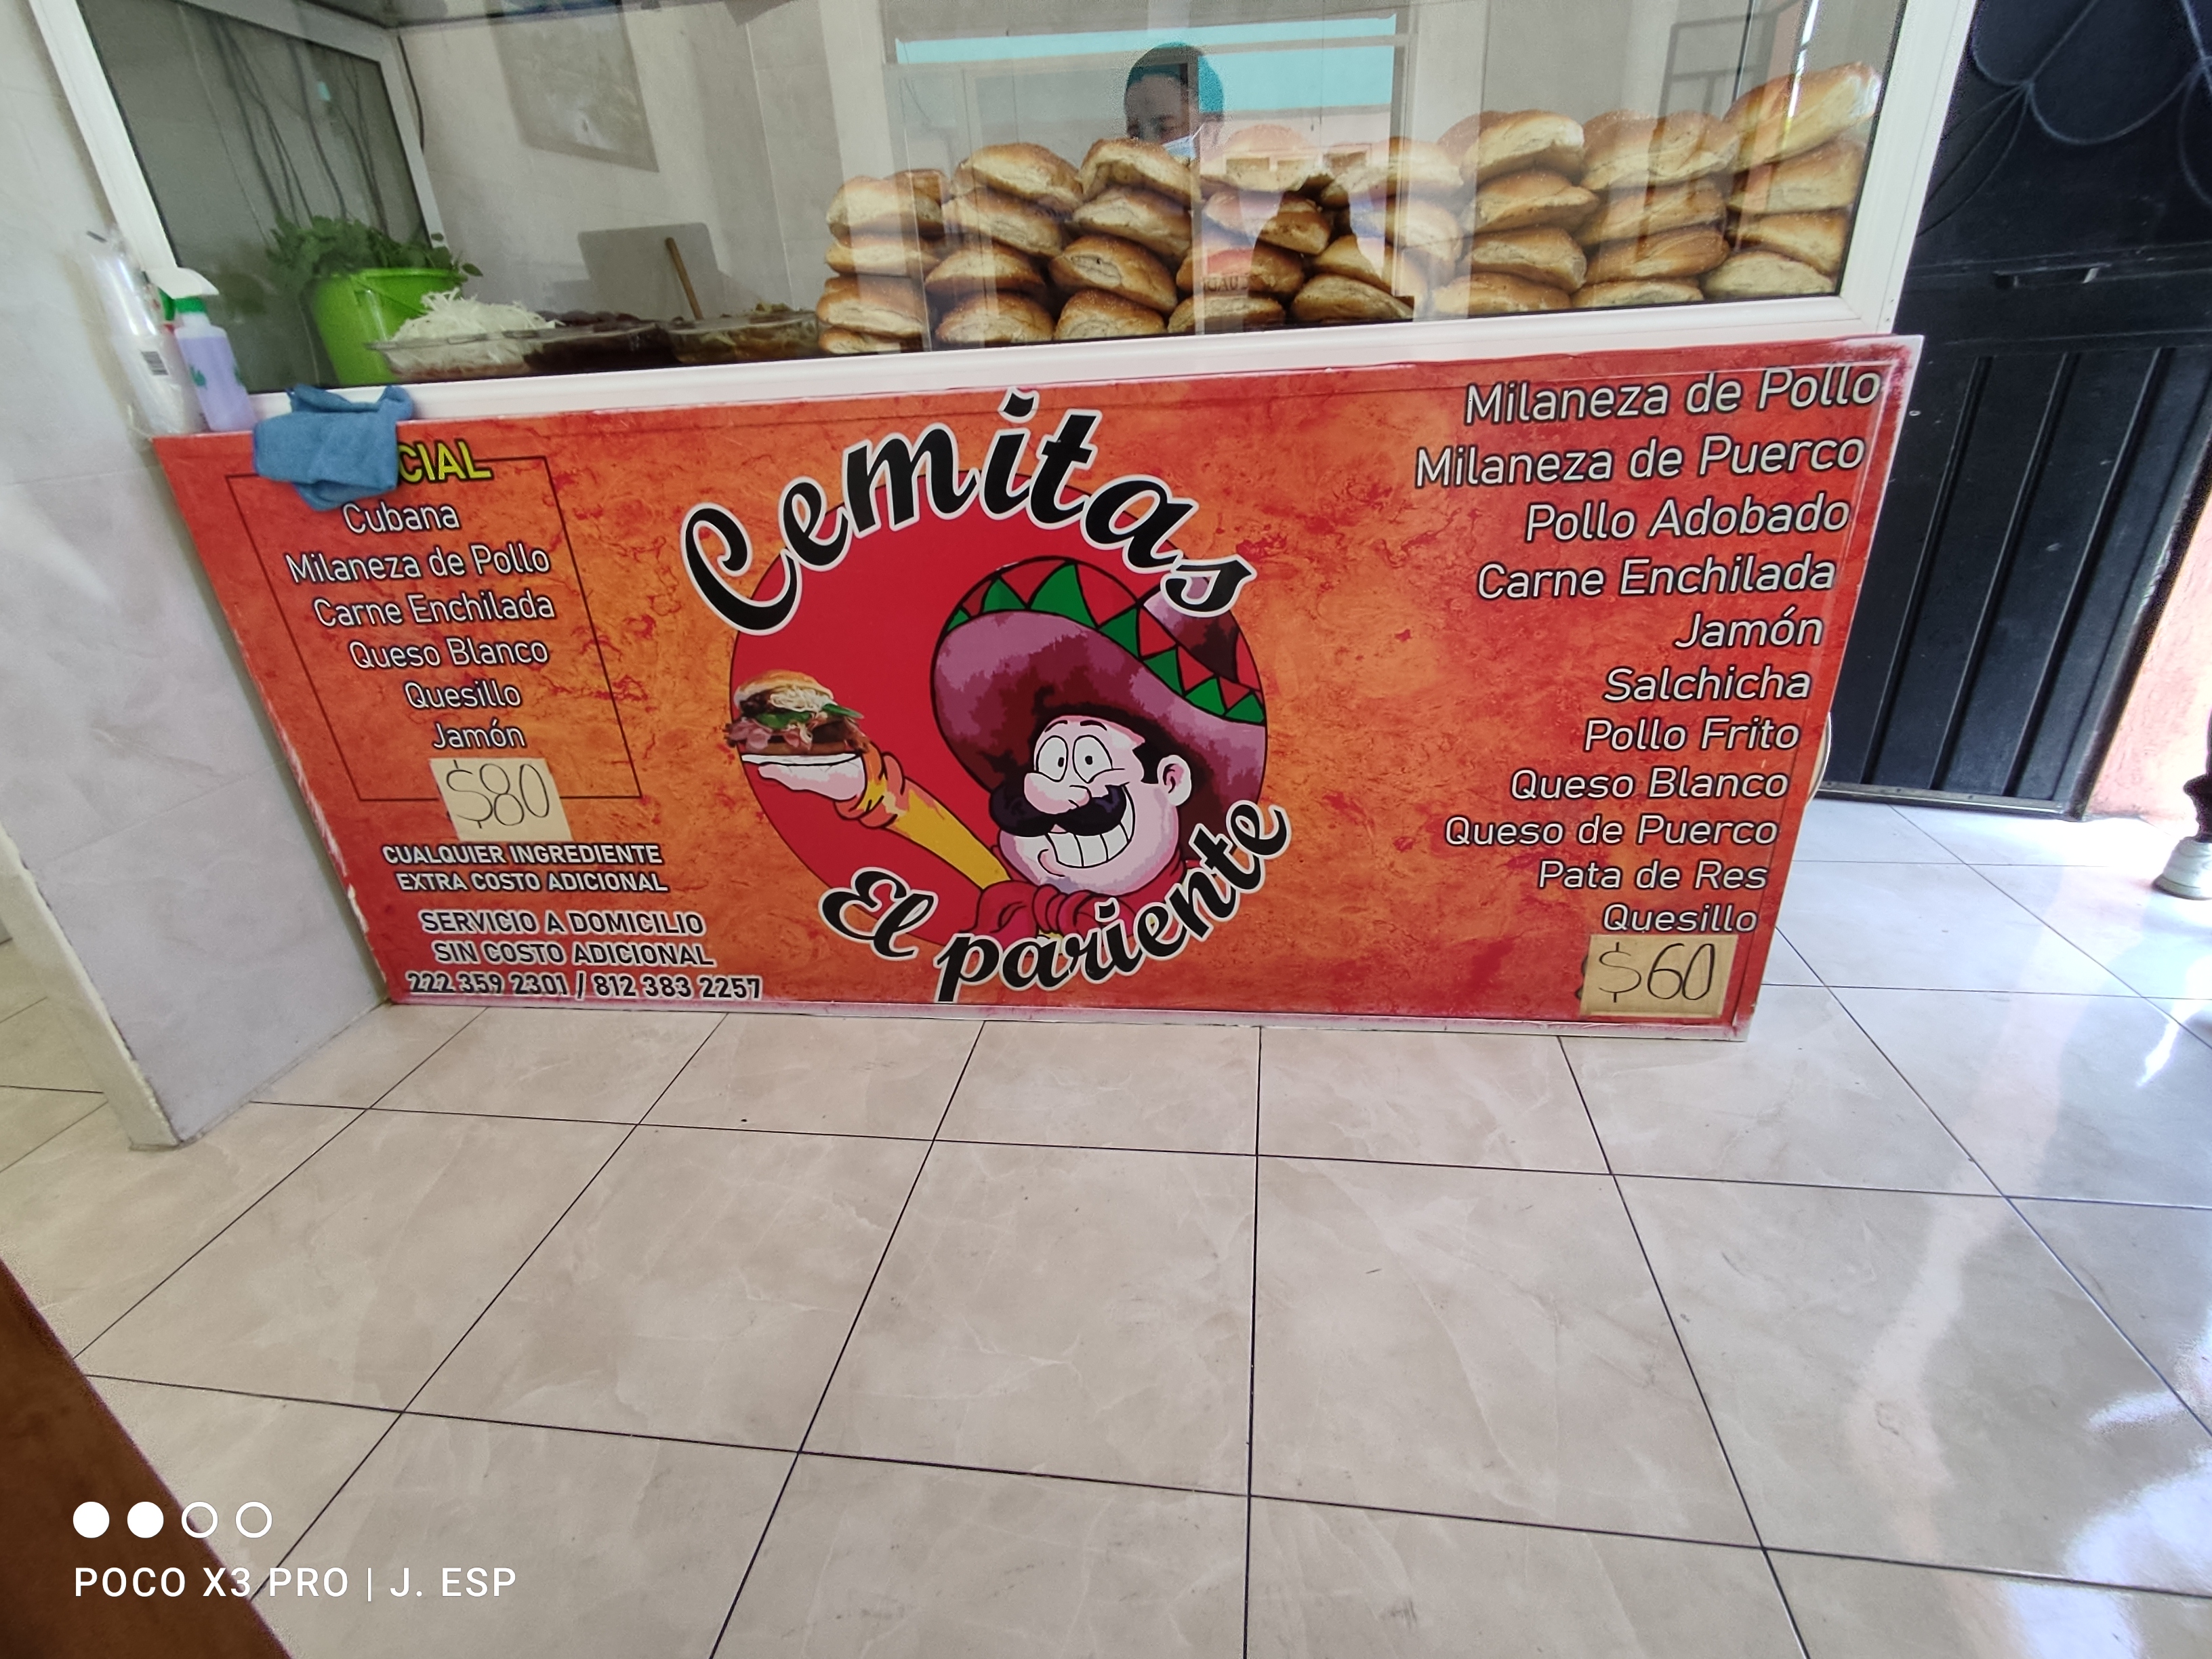 CIAL
Cubana
Milaneza de Pollo
Carne Enchilada
Queso Blanco
Quesillo
Jamón
$80
CUALQUIER INGREDIENTE
EXTRA COSTO ADICIONAL
SERVICIO A DOMICILIO
SIN COSTO ADICIONAL
222 359 2301 / 812 383 2257
Cemitas
El pariente
Milaneza de Pollo
Milaneza de Puerco
Pollo Adobado
Carne Enchilada
Jamón
Salchicha
Pollo Frito
Queso Blanco
Queso de Puerco
Pata de Res
Quesillo
$60
POCO X3 PRO | J. ESP